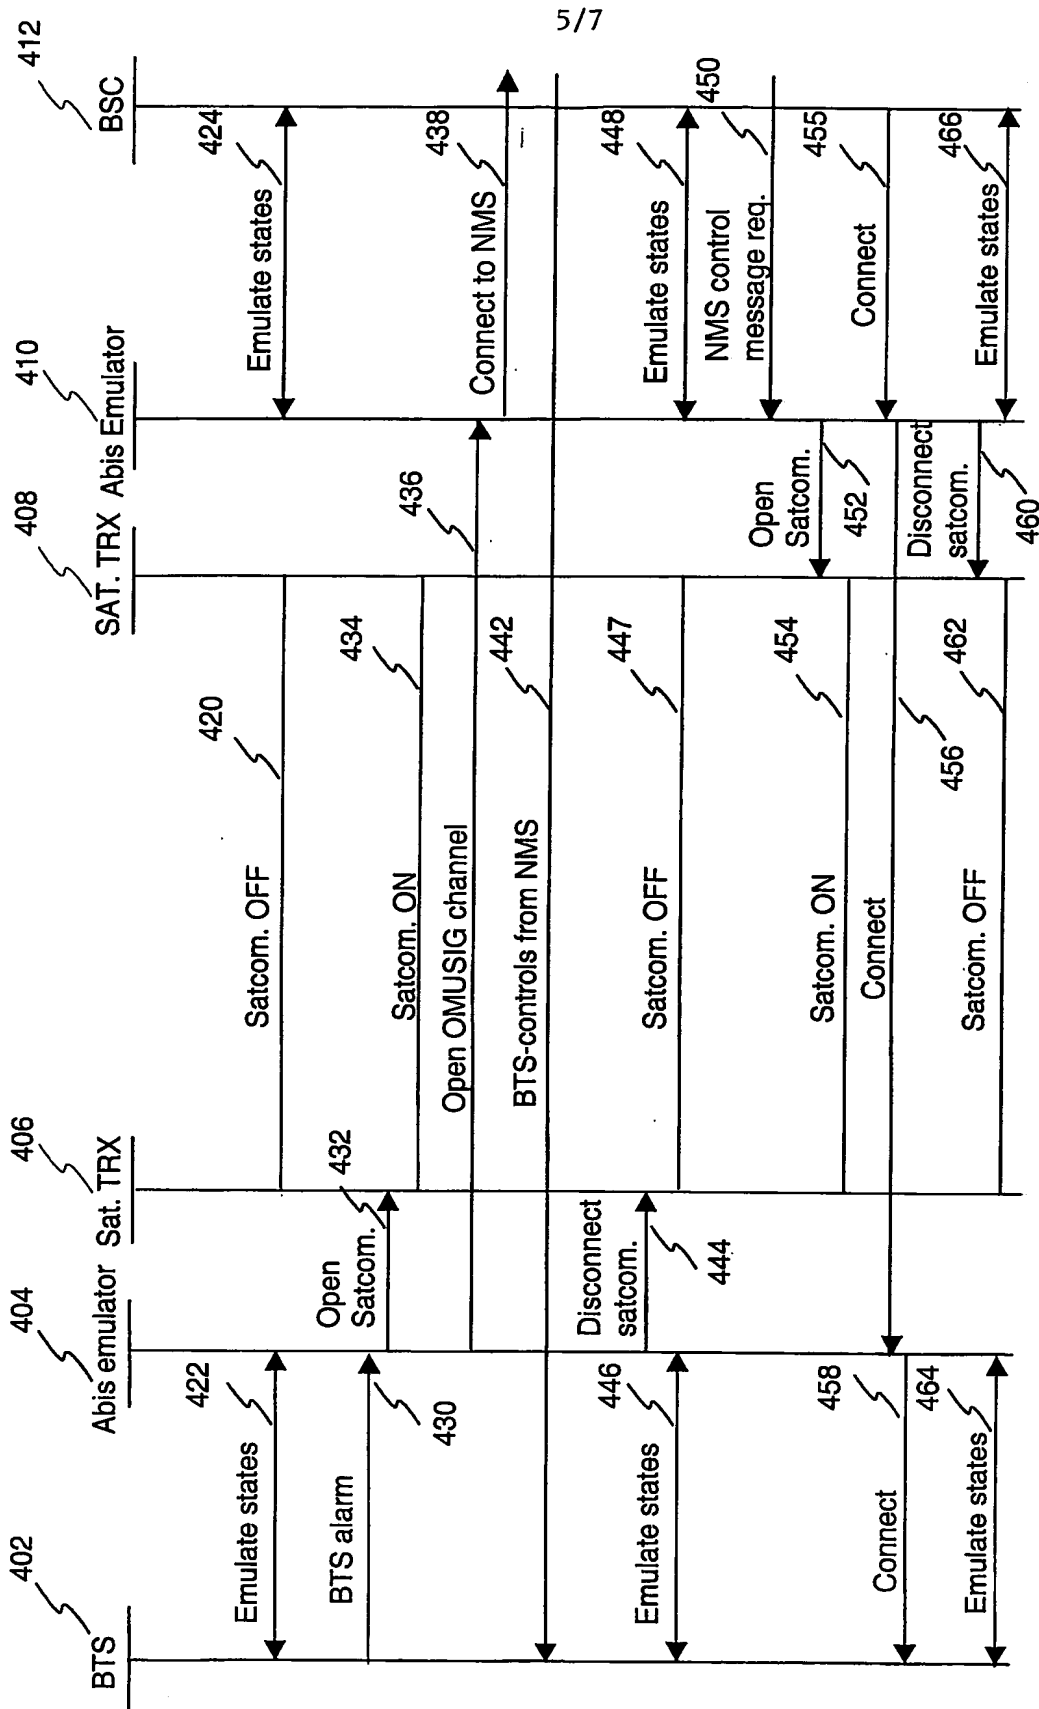 5/7
402
404
406
408
410
412
BTS
Abis emulator
Sat. TRX
SAT. TRX
Abis Emulator
BSC
Emulate states
422
Satcom. OFF
420
Emulate states
424
BTS alarm
430
Open
Satcom.
432
Satcom. ON
434
Open OMUSIG channel
436
Connect to NMS
438
BTS-controls from NMS
442
Disconnect
satcom.
444
Emulate states
446
Satcom. OFF
447
Emulate states
448
NMS control
message req.
450
Open
Satcom.
452
Satcom. ON
454
Connect
455
Connect
456
Connect
458
Disconnect
satcom.
460
Satcom. OFF
462
Emulate states
464
Emulate states
466